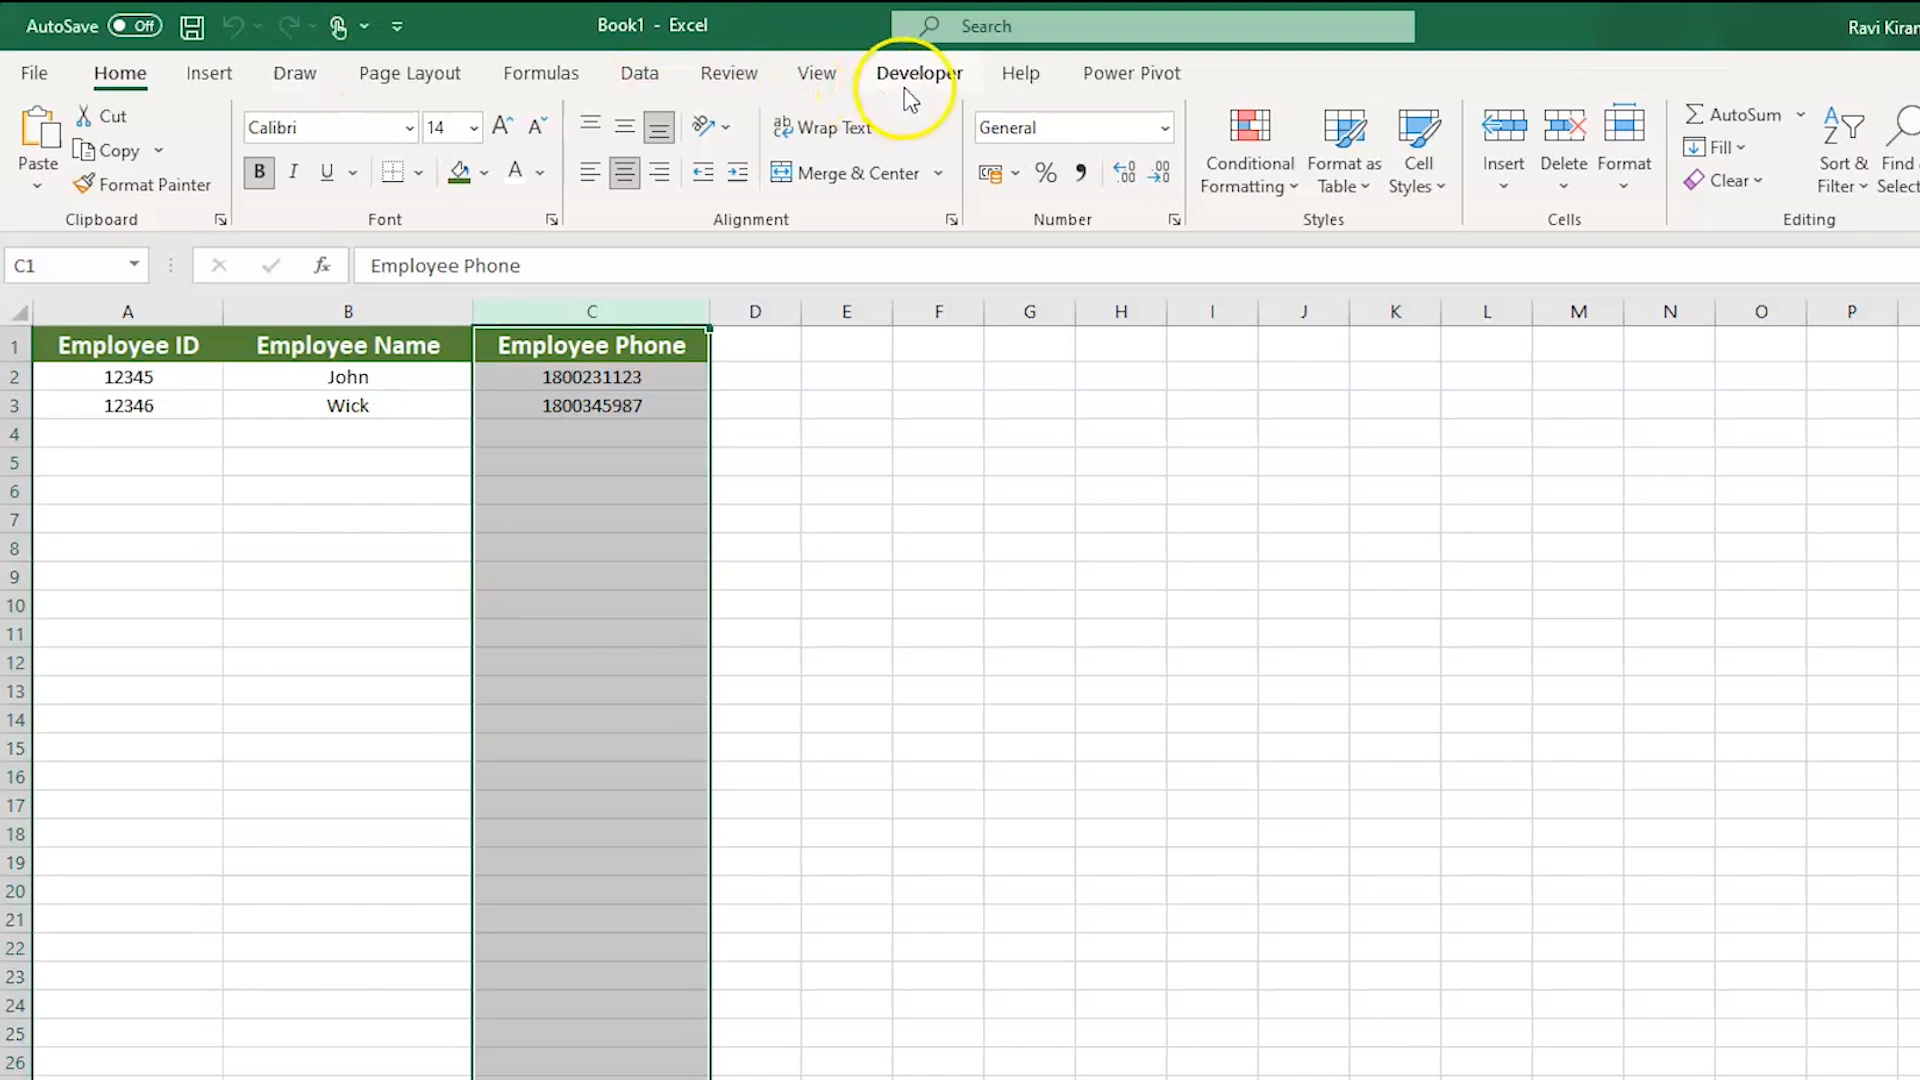 AutoSave Off Book1 - Excel Search Ravi Kiran
File Home Insert Draw Page Layout Formulas Data Review View Developer Help Power Pivot
Paste
Cut
Copy
Format Painter
Clipboard
Calibri 14 A A
B I U A
Font
ab Wrap Text
Merge & Center
Alignment
General
% , .00 .00
Number
Conditional Formatting
Format as Table
Cell Styles
Styles
Insert Delete Format
Cells
AutoSum
Fill
Clear
Sort & Filter
Find
Select
Editing
C1 fx Employee Phone
A B C D E F G H I J K L M N O P
1 Employee ID Employee Name Employee Phone
2 12345 John 1800231123
3 12346 Wick 1800345987
4
5
6
7
8
9
10
11
12
13
14
15
16
17
18
19
20
21
22
23
24
25
26